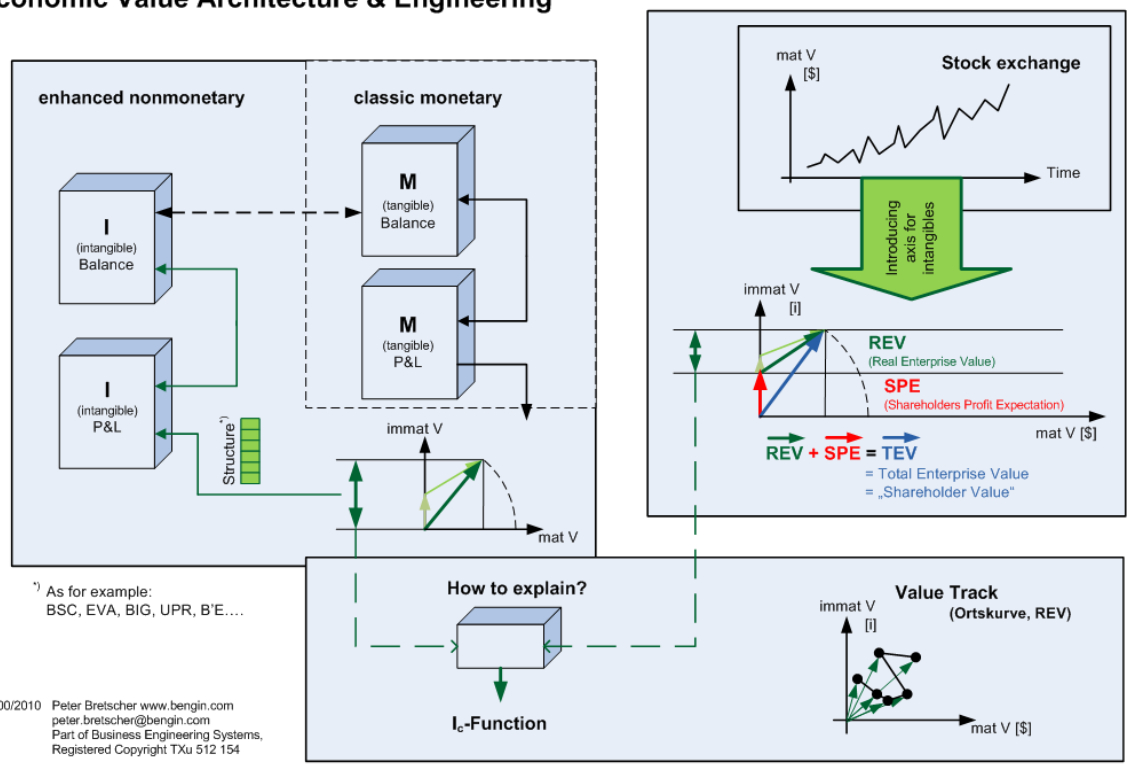 Economic Value Architecture & Engineering
enhanced nonmonetary
classic monetary
I
(intangible)
Balance
M
(tangible)
Balance
I
(intangible)
P&L
M
(tangible)
P&L
Structure*)
immat V
mat V
*) As for example:
BSC, EVA, BIG, UPR, B'E....
00/2010 Peter Bretscher www.bengin.com
peter.bretscher@bengin.com
Part of Business Engineering Systems,
Registered Copyright TXu 512 154
mat V
[$]
Stock exchange
Time
Introducing
axis for
intangibles
immat V
[i]
REV
(Real Enterprise Value)
SPE
(Shareholders Profit Expectation)
mat V [$]
REV + SPE = TEV
= Total Enterprise Value
= „Shareholder Value“
How to explain?
Ic-Function
Value Track
(Ortskurve, REV)
immat V
[i]
mat V [$]